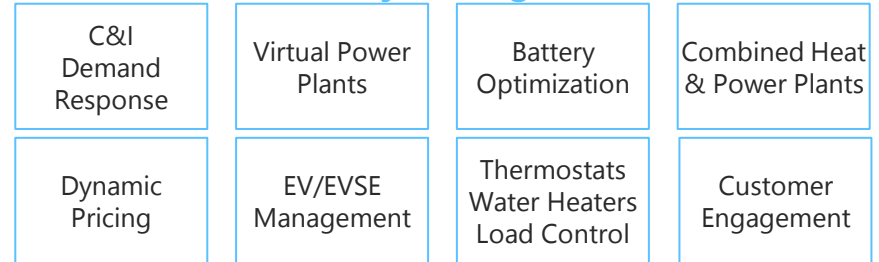 C&I
Demand
Response
Virtual Power
Plants
Battery
Optimization
Combined Heat
& Power Plants
Dynamic
Pricing
EV/EVSE
Management
Thermostats
Water Heaters
Load Control
Customer
Engagement